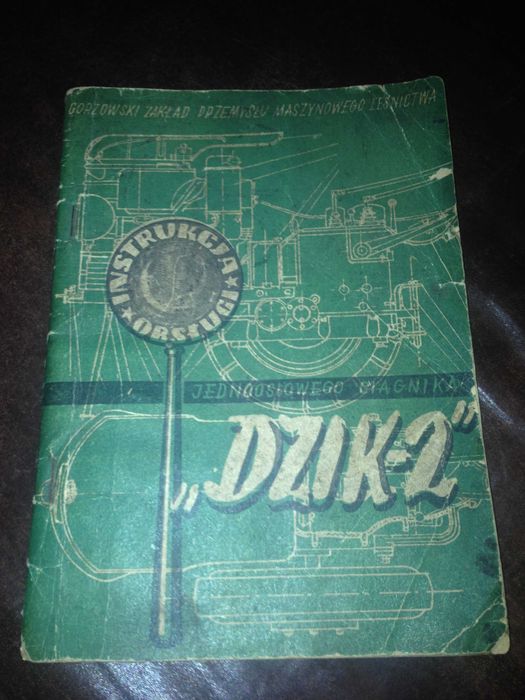 GORZOWSKI ZAKŁAD PRZEMYSŁU MASZYNOWEGO LEŚNICTWA
INSTRUKCJA
OBSŁUGI
JEDNOOSIOWEGO CIĄGNIKA
„DZIK-2”